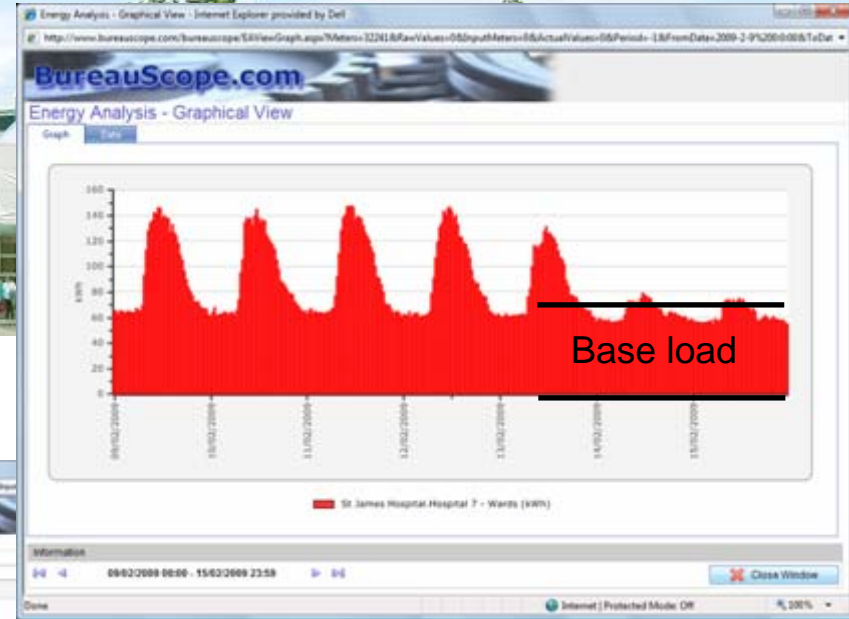 Energy Analysis - Graphical View - Internet Explorer provided by Dell
BureauScope.com
Energy Analysis - Graphical View
Graph Data
160
140
120
100
80
60
40
20
0
kWh
Base load
09/02/2009
10/02/2009
11/02/2009
12/02/2009
13/02/2009
14/02/2009
15/02/2009
St James Hospital.Hospital 7 - Wards (kWh)
Information
09/02/2009 00:00 - 15/02/2009 23:59
Close Window
Done
Internet | Protected Mode: Off
100%